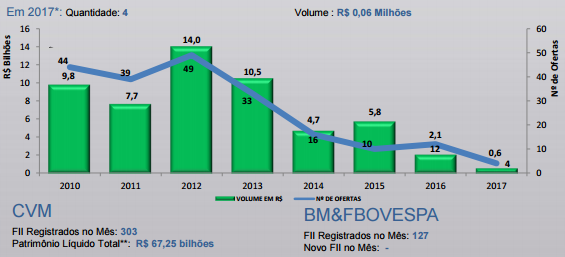 Em 2017*: Quantidade: 4 Volume : R$ 0,06 Milhões
R$ Bilhões
Nº de Ofertas
16
14
12
10
8
6
4
2
0
60
50
40
30
20
10
0
44 39 49 33 16 10 12 4
9,8 7,7 14,0 10,5 4,7 5,8 2,1 0,6
2010 2011 2012 2013 2014 2015 2016 2017
VOLUME EM R$ Nº DE OFERTAS
CVM
FII Registrados no Mês: 303
Patrimônio Líquido Total**: R$ 67,25 bilhões
BM&FBOVESPA
FII Registrados no Mês: 127
Novo FII no Mês: -